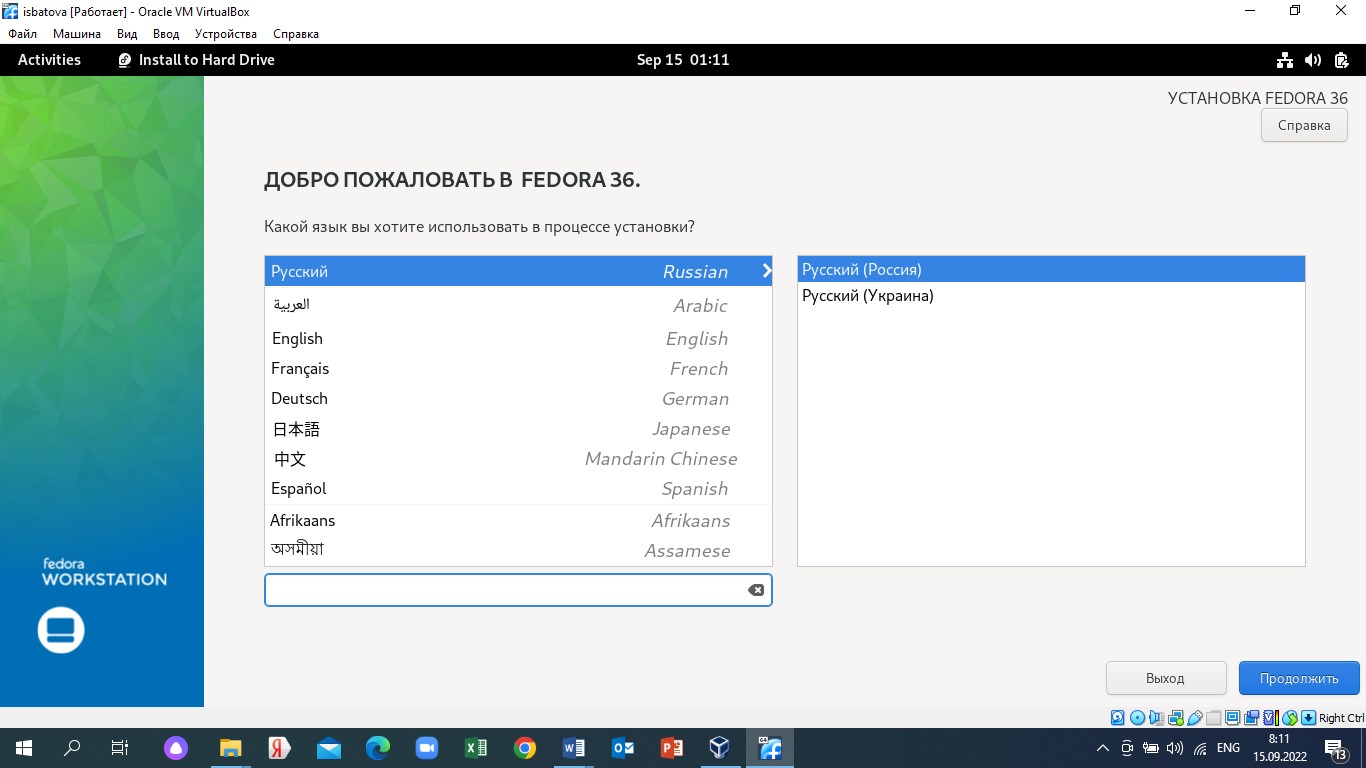 isbatova [Работает] - Oracle VM VirtualBox
Файл Машина Вид Ввод Устройства Справка
Activities Install to Hard Drive Sep 15 01:11
УСТАНОВКА FEDORA 36
Справка
ДОБРО ПОЖАЛОВАТЬ В FEDORA 36.
Какой язык вы хотите использовать в процессе установки?
Русский Russian Русский (Россия)
العربية Arabic Русский (Украина)
English English
Français French
Deutsch German
日本語 Japanese
中文 Mandarin Chinese
Español Spanish
Afrikaans Afrikaans
অসমীয়া Assamese
fedora
WORKSTATION
Выход Продолжить
Right Ctrl
ENG 8:11
15.09.2022 13